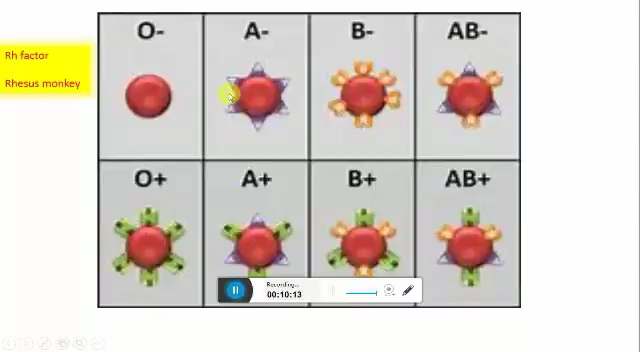 O-
A-
B-
AB-
Rh factor
Rhesus monkey
O+
A+
B+
AB+
Recording...
00:10:13